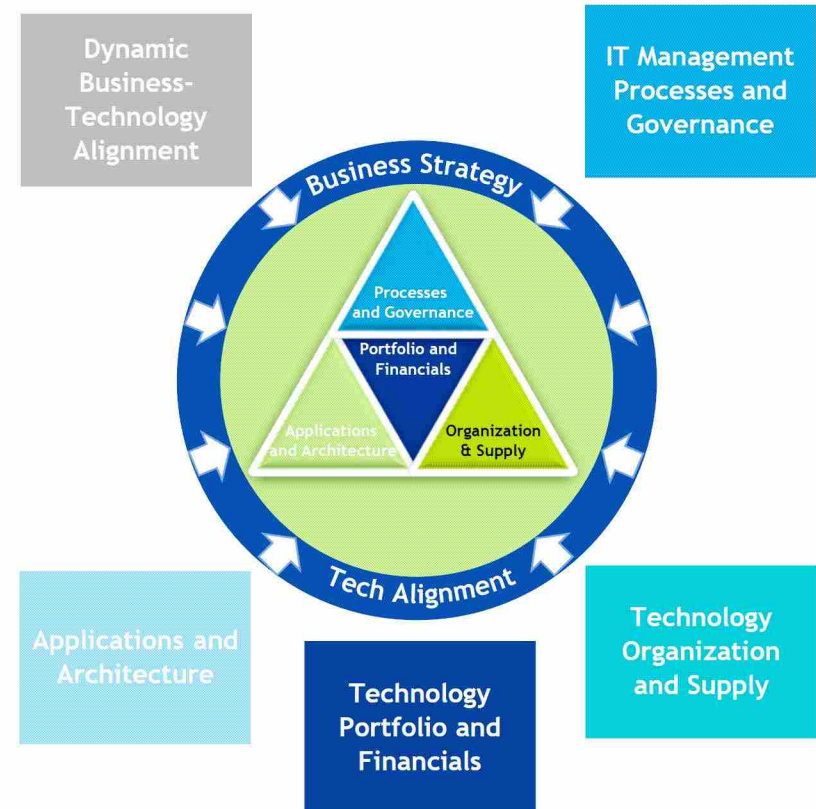 Dynamic
Business-
Technology
Alignment
IT Management
Processes and
Governance
Business Strategy
Processes
and Governance
Portfolio and
Financials
Applications
and Architecture
Organization
& Supply
Tech Alignment
Applications and
Architecture
Technology
Portfolio and
Financials
Technology
Organization
and Supply